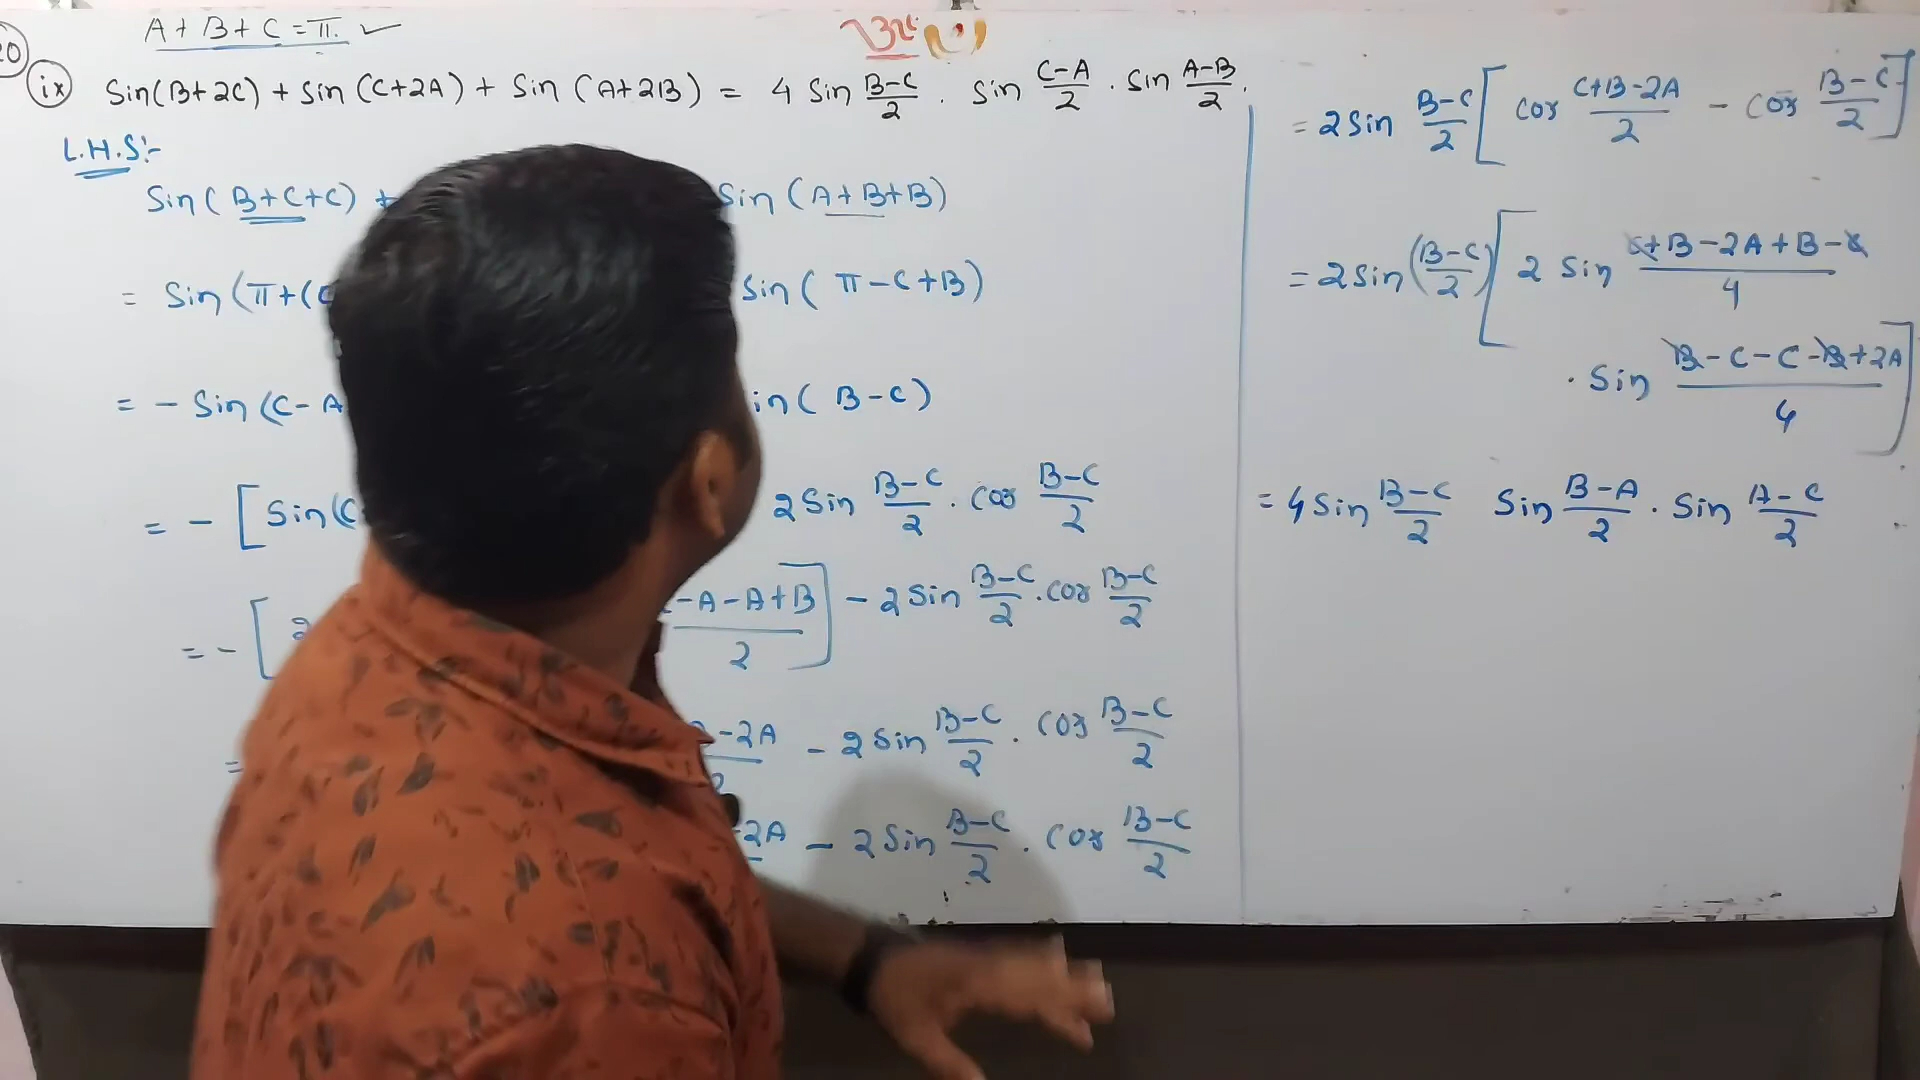 A+B+C=π. ✓
20
ix sin(B+2C) + sin(C+2A) + sin(A+2B) = 4 sin (B-C)/2 . sin (C-A)/2 . sin (A-B)/2.
L.H.S:-
sin(B+C+C) + sin(A+B+B)
= sin(π+( sin(π-C+B)
= - sin(C-A in(B-C)
= - [sin(C 2 sin (B-C)/2 . cos (B-C)/2
= - [2 -A-A+B/2] - 2 sin (B-C)/2 . cos (B-C)/2
= -2A - 2 sin (B-C)/2 . cos (B-C)/2
-2A - 2 sin (B-C)/2 . cos (B-C)/2
= 2 sin (B-C)/2 [cos (C+B-2A)/2 - cos (B-C)/2]
= 2 sin ((B-C)/2) [2 sin (C+B-2A+B-C)/4
. sin (B-C-C-B+2A)/4]
= 4 sin (B-C)/2 sin (B-A)/2 . sin (A-C)/2